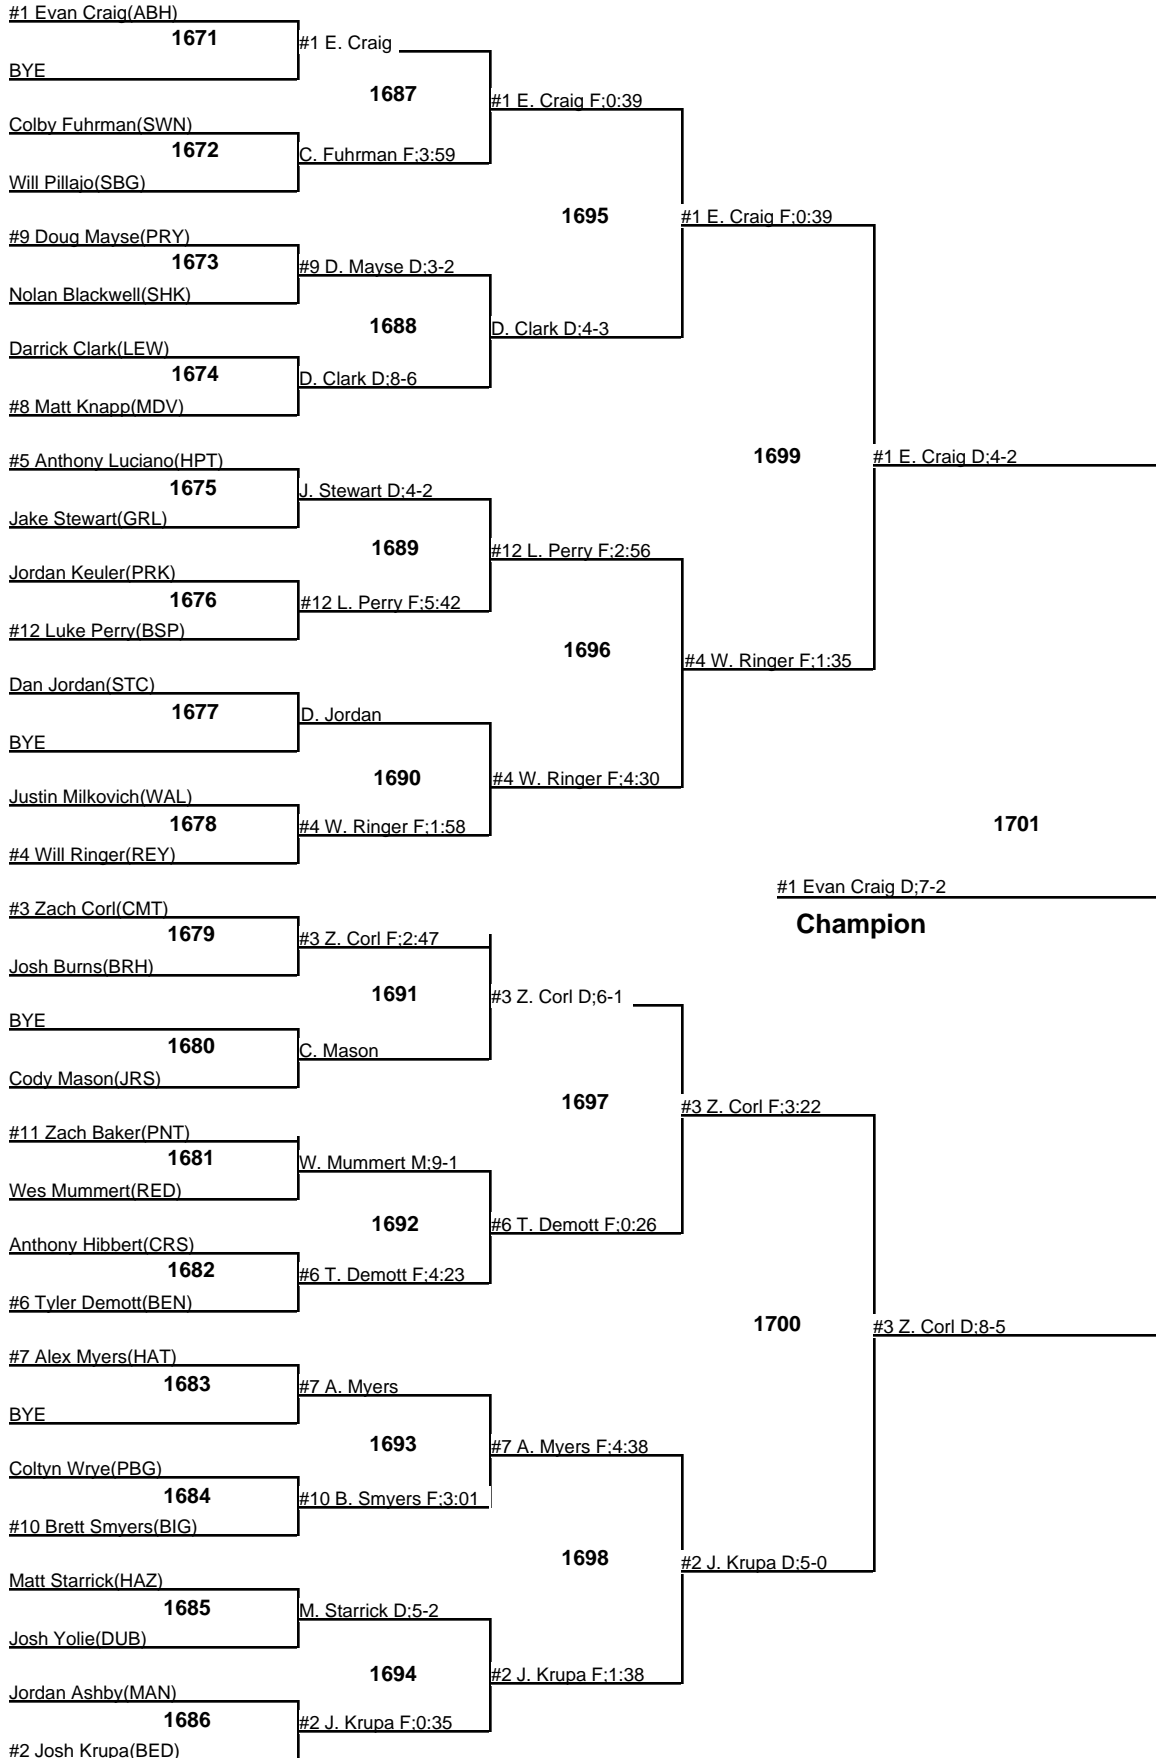 #1 Evan Craig(ABH)
1671
#1 E. Craig
BYE
1687
#1 E. Craig F;0:39
Colby Fuhrman(SWN)
1672
C. Fuhrman F;3:59
Will Pillajo(SBG)
1695
#1 E. Craig F;0:39
#9 Doug Mayse(PRY)
1673
#9 D. Mayse D;3-2
Nolan Blackwell(SHK)
1688
D. Clark D;4-3
Darrick Clark(LEW)
1674
D. Clark D;8-6
#8 Matt Knapp(MDV)
1699
#1 E. Craig D;4-2
#5 Anthony Luciano(HPT)
1675
J. Stewart D;4-2
Jake Stewart(GRL)
1689
#12 L. Perry F;2:56
Jordan Keuler(PRK)
1676
#12 L. Perry F;5:42
#12 Luke Perry(BSP)
1696
#4 W. Ringer F;1:35
Dan Jordan(STC)
1677
D. Jordan
BYE
1690
#4 W. Ringer F;4:30
Justin Milkovich(WAL)
1678
#4 W. Ringer F;1:58
#4 Will Ringer(REY)
1701
#1 Evan Craig D;7-2
Champion
#3 Zach Corl(CMT)
1679
#3 Z. Corl F;2:47
Josh Burns(BRH)
1691
#3 Z. Corl D;6-1
BYE
1680
C. Mason
Cody Mason(JRS)
1697
#3 Z. Corl F;3:22
#11 Zach Baker(PNT)
1681
W. Mummert M;9-1
Wes Mummert(RED)
1692
#6 T. Demott F;0:26
Anthony Hibbert(CRS)
1682
#6 T. Demott F;4:23
#6 Tyler Demott(BEN)
1700
#3 Z. Corl D;8-5
#7 Alex Myers(HAT)
1683
#7 A. Myers
BYE
1693
#7 A. Myers F;4:38
Coltyn Wrye(PBG)
1684
#10 B. Smyers F;3:01
#10 Brett Smyers(BIG)
1698
#2 J. Krupa D;5-0
Matt Starrick(HAZ)
1685
M. Starrick D;5-2
Josh Yolie(DUB)
1694
#2 J. Krupa F;1:38
Jordan Ashby(MAN)
1686
#2 J. Krupa F;0:35
#2 Josh Krupa(BED)